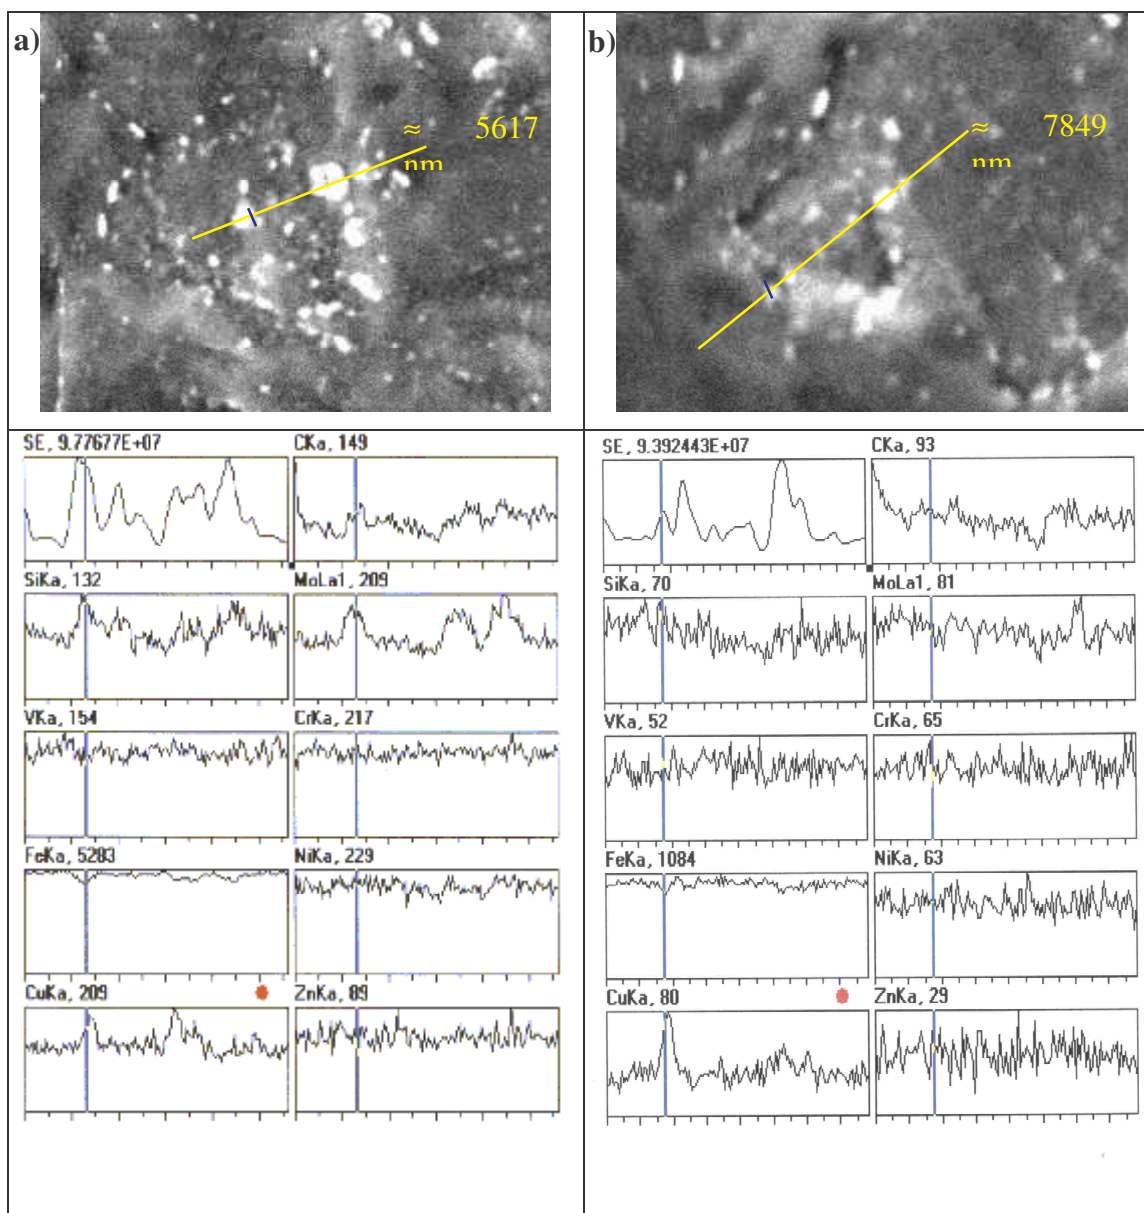 a)
≈ 5617
nm
b)
≈ 7849
nm
SE, 9.77677E+07
CKa, 149
SiKa, 132
MoLa1, 209
VKa, 154
CrKa, 217
FeKa, 5283
NiKa, 229
CuKa, 209
ZnKa, 89
SE, 9.392443E+07
CKa, 93
SiKa, 70
MoLa1, 81
VKa, 52
CrKa, 65
FeKa, 1084
NiKa, 63
CuKa, 80
ZnKa, 29